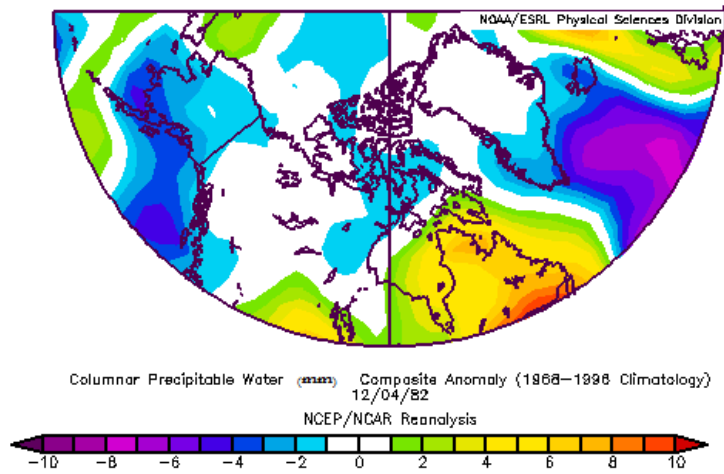 NOAA/ESRL Physical Sciences Division
Columnar Precipitable Water (mm) Composite Anomaly (1968-1996 Climatology)
12/04/82
NCEP/NCAR Reanalysis
-10 -8 -6 -4 -2 0 2 4 6 8 10